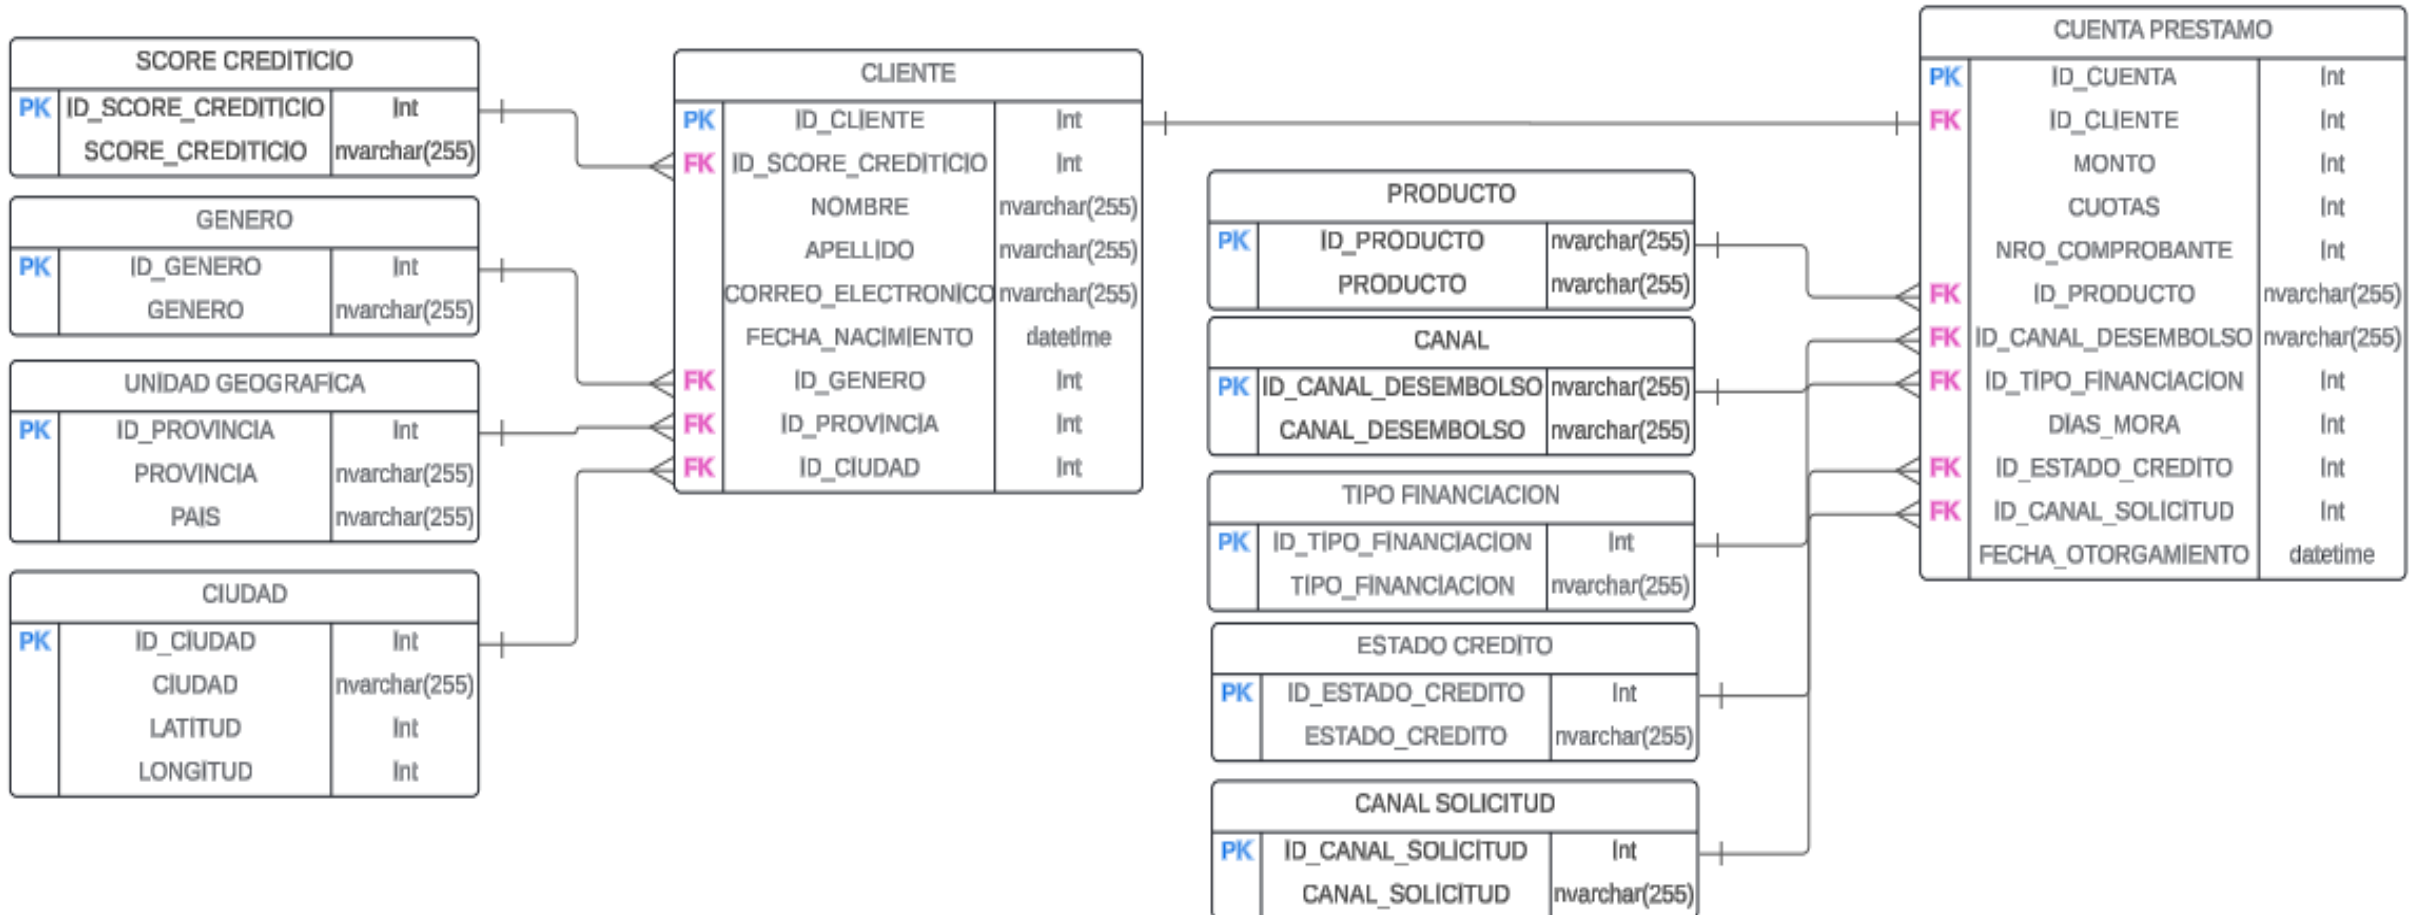 SCORE CREDITICIO
PK ID_SCORE_CREDITICIO Int
SCORE_CREDITICIO nvarchar(255)
GENERO
PK ID_GENERO Int
GENERO nvarchar(255)
UNIDAD GEOGRAFICA
PK ID_PROVINCIA Int
PROVINCIA nvarchar(255)
PAIS nvarchar(255)
CIUDAD
PK ID_CIUDAD Int
CIUDAD nvarchar(255)
LATITUD Int
LONGITUD Int
CLIENTE
PK ID_CLIENTE Int
FK ID_SCORE_CREDITICIO Int
NOMBRE nvarchar(255)
APELLIDO nvarchar(255)
CORREO_ELECTRONICO nvarchar(255)
FECHA_NACIMIENTO datetime
FK ID_GENERO Int
FK ID_PROVINCIA Int
FK ID_CIUDAD Int
PRODUCTO
PK ID_PRODUCTO nvarchar(255)
PRODUCTO nvarchar(255)
CANAL
PK ID_CANAL_DESEMBOLSO nvarchar(255)
CANAL_DESEMBOLSO nvarchar(255)
TIPO FINANCIACION
PK ID_TIPO_FINANCIACION Int
TIPO_FINANCIACION nvarchar(255)
ESTADO CREDITO
PK ID_ESTADO_CREDITO Int
ESTADO_CREDITO nvarchar(255)
CANAL SOLICITUD
PK ID_CANAL_SOLICITUD Int
CANAL_SOLICITUD nvarchar(255)
CUENTA PRESTAMO
PK ID_CUENTA Int
FK ID_CLIENTE Int
MONTO Int
CUOTAS Int
NRO_COMPROBANTE Int
FK ID_PRODUCTO nvarchar(255)
FK ID_CANAL_DESEMBOLSO nvarchar(255)
FK ID_TIPO_FINANCIACION Int
DIAS_MORA Int
FK ID_ESTADO_CREDITO Int
FK ID_CANAL_SOLICITUD Int
FECHA_OTORGAMIENTO datetime